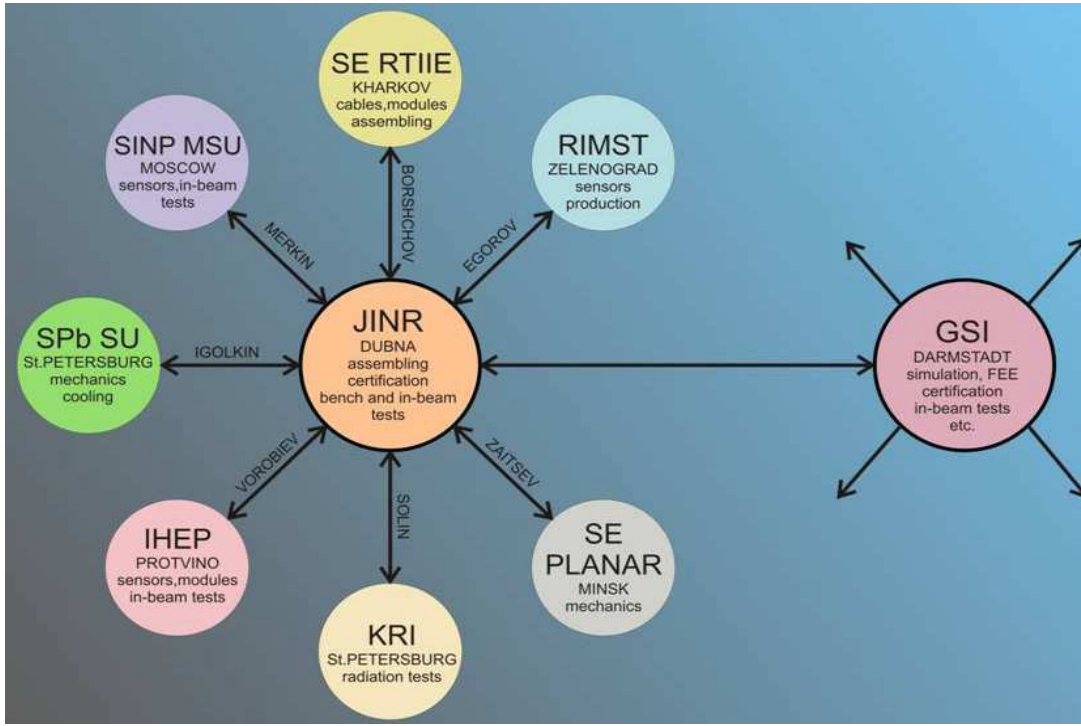 SE RTIIE
KHARKOV
cables,modules
assembling
SINP MSU
MOSCOW
sensors,in-beam
tests
RIMST
ZELENOGRAD
sensors
production
MERKIN
BORSHCHOV
EGOROV
SPb SU
St.PETERSBURG
mechanics
cooling
IGOLKIN
JINR
DUBNA
assembling
certification
bench and in-beam
tests
GSI
DARMSTADT
simulation, FEE
certification
in-beam tests
etc.
VOROBIEV
SOLIN
ZAITSEV
IHEP
PROTVINO
sensors,modules
in-beam tests
KRI
St.PETERSBURG
radiation tests
SE
PLANAR
MINSK
mechanics